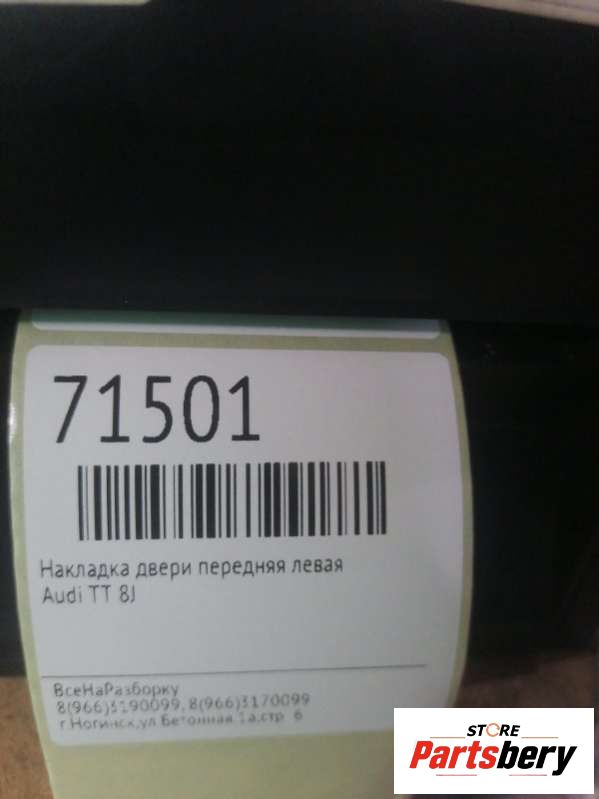 71501
Накладка двери передняя левая
Audi TT 8J
ВсеНаРазборку
8(966)3190099, 8(966)3170099
г.Ногинск,ул.Бетонная,1а,стр 6
STORE
Partsbery